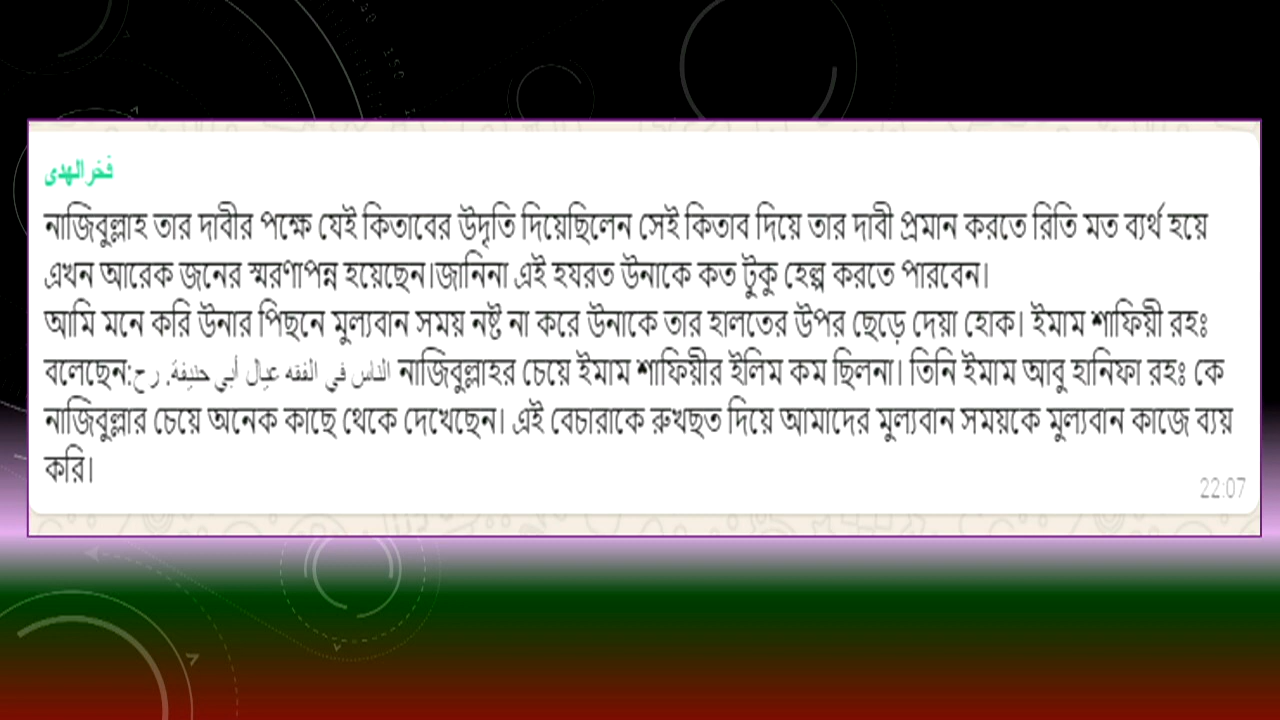 فخر الهدى
নাজিবুল্লাহ তার দাবীর পক্ষে যেই কিতাবের উদৃতি দিয়েছিলেন সেই কিতাব দিয়ে তার দাবী প্রমান করতে রিতি মত ব্যর্থ হয়ে
এখন আরেক জনের স্মরণাপন্ন হয়েছেন।জানিনা এই হযরত উনাকে কত টুকু হেল্প করতে পারবেন।
আমি মনে করি উনার পিছনে মুল্যবান সময় নষ্ট না করে উনাকে তার হালতের উপর ছেড়ে দেয়া হোক। ইমাম শাফিয়ী রহঃ
বলেছেন:الناس في الفقه عيال أبي حنيفة. رح নাজিবুল্লাহর চেয়ে ইমাম শাফিয়ীর ইলিম কম ছিলনা। তিনি ইমাম আবু হানিফা রহঃ কে
নাজিবুল্লার চেয়ে অনেক কাছে থেকে দেখেছেন। এই বেচারাকে রুখছত দিয়ে আমাদের মুল্যবান সময়কে মুল্যবান কাজে ব্যয়
করি।
22:07